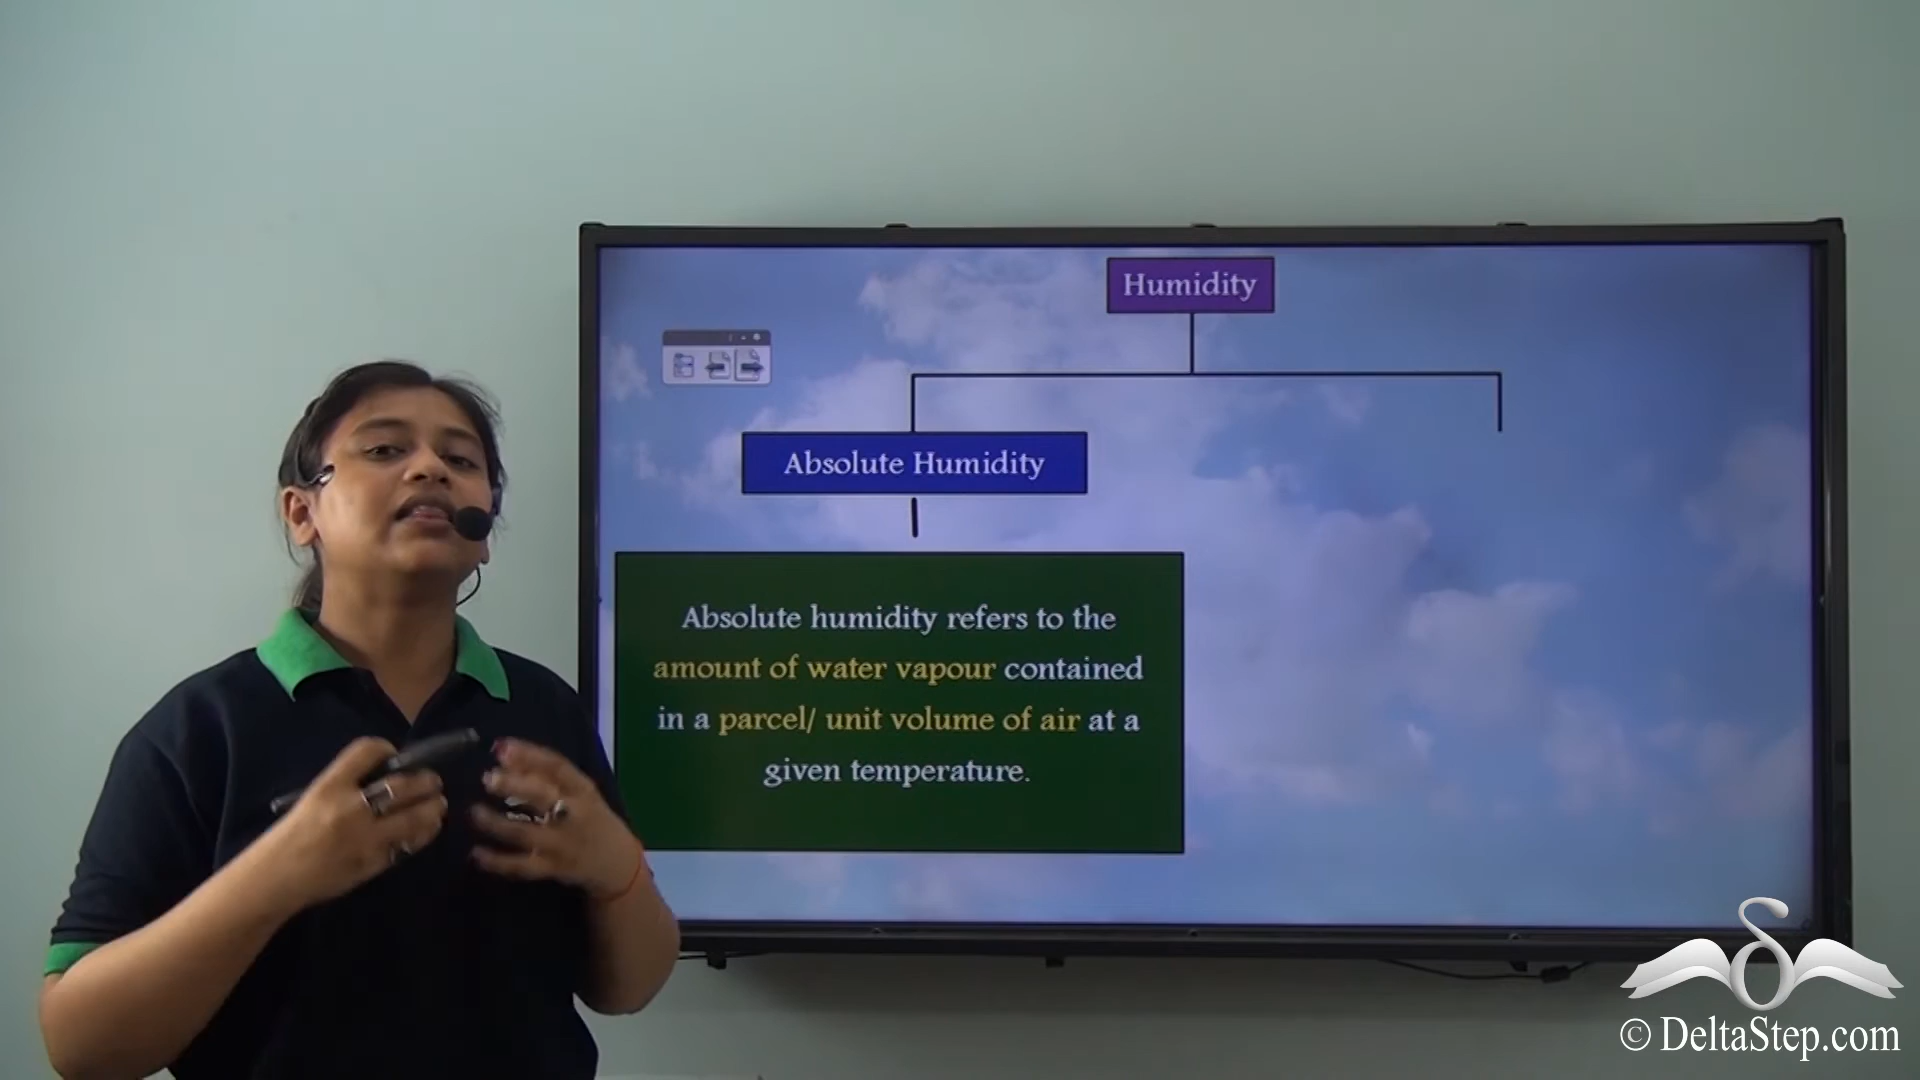 Humidity
Absolute Humidity
Absolute humidity refers to the
amount of water vapour contained
in a parcel/ unit volume of air at a
given temperature.
© DeltaStep.com